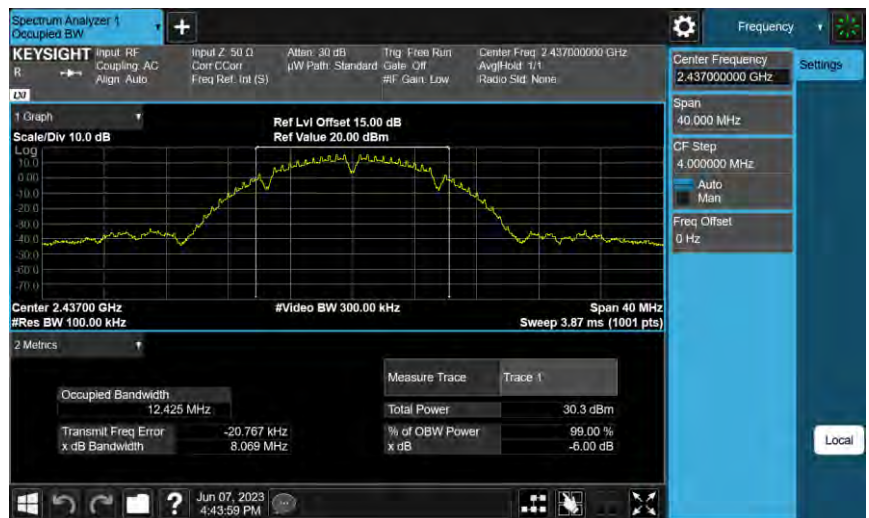 Spectrum Analyzer 1
Occupied BW
Frequency
KEYSIGHT
R
LXI
Input: RF
Coupling: AC
Align: Auto
Input Z: 50 Ω
Corr CCorr
Freq Ref: Int (S)
Atten: 30 dB
µW Path: Standard
Trig: Free Run
Gate: Off
#IF Gain: Low
Center Freq: 2.437000000 GHz
Avg|Hold: 1/1
Radio Std: None
Center Frequency
2.437000000 GHz
Settings
Span
40.000 MHz
CF Step
4.000000 MHz
Auto
Man
Freq Offset
0 Hz
1 Graph
Scale/Div 10.0 dB
Ref Lvl Offset 15.00 dB
Ref Value 20.00 dBm
Log
10.0
0.00
-10.0
-20.0
-30.0
-40.0
-50.0
-60.0
-70.0
Center 2.43700 GHz
#Video BW 300.00 kHz
Span 40 MHz
#Res BW 100.00 kHz
Sweep 3.87 ms (1001 pts)
2 Metrics
Measure Trace Trace 1
Occupied Bandwidth
12.425 MHz
Total Power 30.3 dBm
Transmit Freq Error -20.767 kHz
% of OBW Power 99.00 %
x dB Bandwidth 8.069 MHz
x dB -6.00 dB
Local
?
Jun 07, 2023
4:43:59 PM